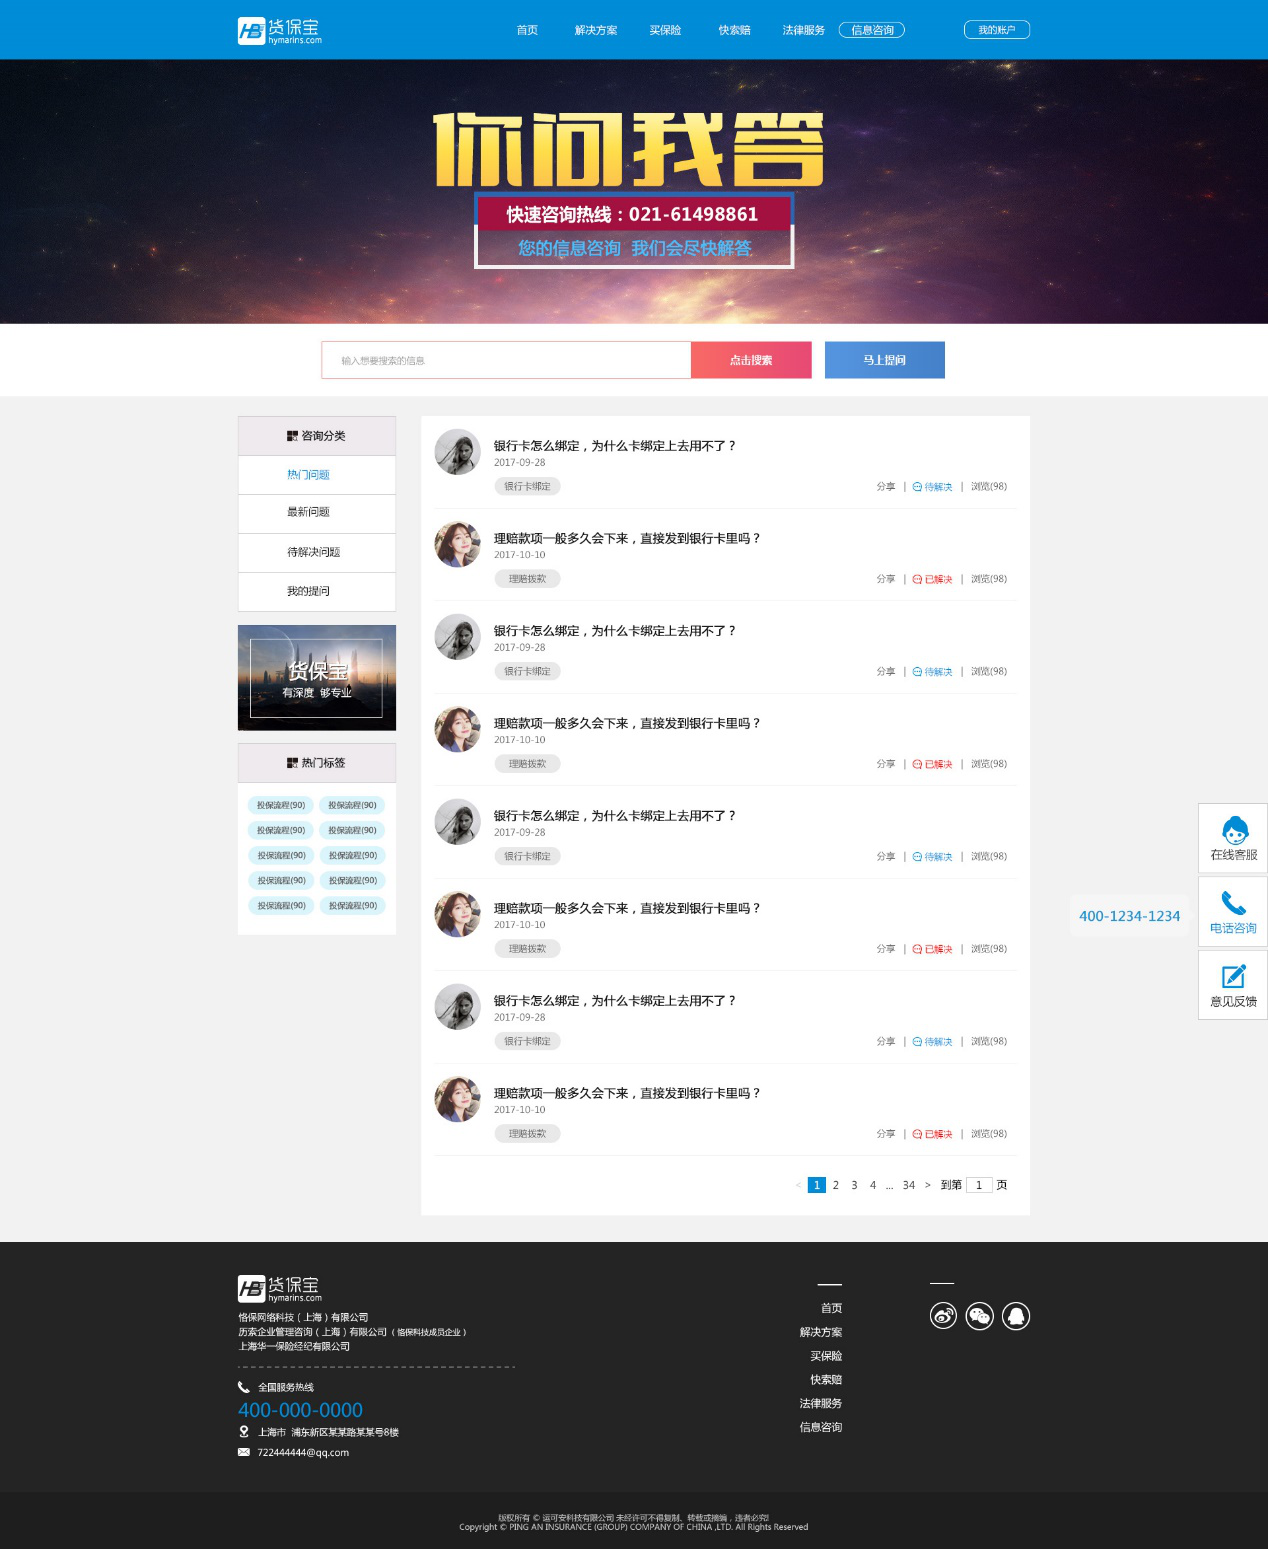 HB 货保宝
hymarins.com
首页 解决方案 买保险 快索赔 法律服务 信息咨询 我的账户
你问我答
快速咨询热线：021-61498861
您的信息咨询 我们会尽快解答
输入想要搜索的信息 点击搜索 马上提问
咨询分类
热门问题
最新问题
待解决问题
我的提问
货保宝
有深度 够专业
热门标签
投保流程(90) 投保流程(90)
投保流程(90) 投保流程(90)
投保流程(90) 投保流程(90)
投保流程(90) 投保流程(90)
投保流程(90) 投保流程(90)
银行卡怎么绑定，为什么卡绑定上去用不了？
2017-09-28
银行卡绑定 分享 | 待解决 | 浏览(98)
理赔款项一般多久会下来，直接发到银行卡里吗？
2017-10-10
理赔拨款 分享 | 已解决 | 浏览(98)
银行卡怎么绑定，为什么卡绑定上去用不了？
2017-09-28
银行卡绑定 分享 | 待解决 | 浏览(98)
理赔款项一般多久会下来，直接发到银行卡里吗？
2017-10-10
理赔拨款 分享 | 已解决 | 浏览(98)
银行卡怎么绑定，为什么卡绑定上去用不了？
2017-09-28
银行卡绑定 分享 | 待解决 | 浏览(98)
理赔款项一般多久会下来，直接发到银行卡里吗？
2017-10-10
理赔拨款 分享 | 已解决 | 浏览(98)
银行卡怎么绑定，为什么卡绑定上去用不了？
2017-09-28
银行卡绑定 分享 | 待解决 | 浏览(98)
理赔款项一般多久会下来，直接发到银行卡里吗？
2017-10-10
理赔拨款 分享 | 已解决 | 浏览(98)
< 1 2 3 4 ... 34 > 到第 1 页
在线客服
400-1234-1234
电话咨询
意见反馈
HB 货保宝
hymarins.com
恪保网络科技（上海）有限公司
历索企业管理咨询（上海）有限公司（恪保科技成员企业）
上海华一保险经纪有限公司
全国服务热线
400-000-0000
上海市 浦东新区某某路某某号6楼
722444444@qq.com
首页
解决方案
买保险
快索赔
法律服务
信息咨询
版权所有 © 运可安科技有限公司 未经许可不得复制、转载或摘编，违者必究!
Copyright © PING AN INSURANCE (GROUP) COMPANY OF CHINA ,LTD. All Rights Reserved